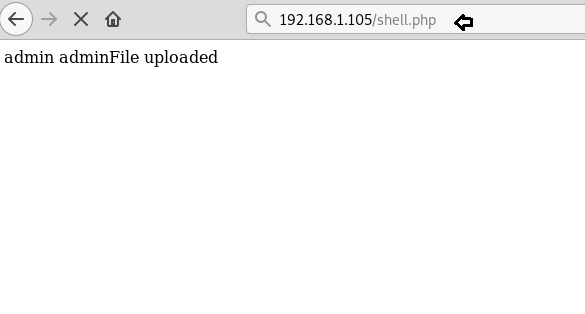 192.168.1.105/shell.php
admin adminFile uploaded